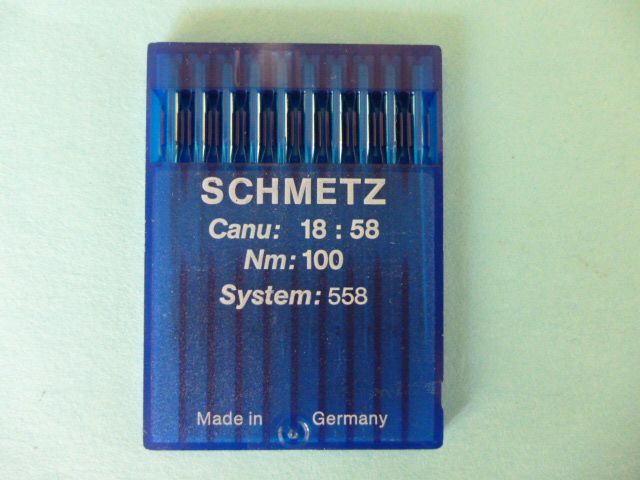 SCHMETZ
Canu: 18 : 58
Nm: 100
System: 558
Made in Germany